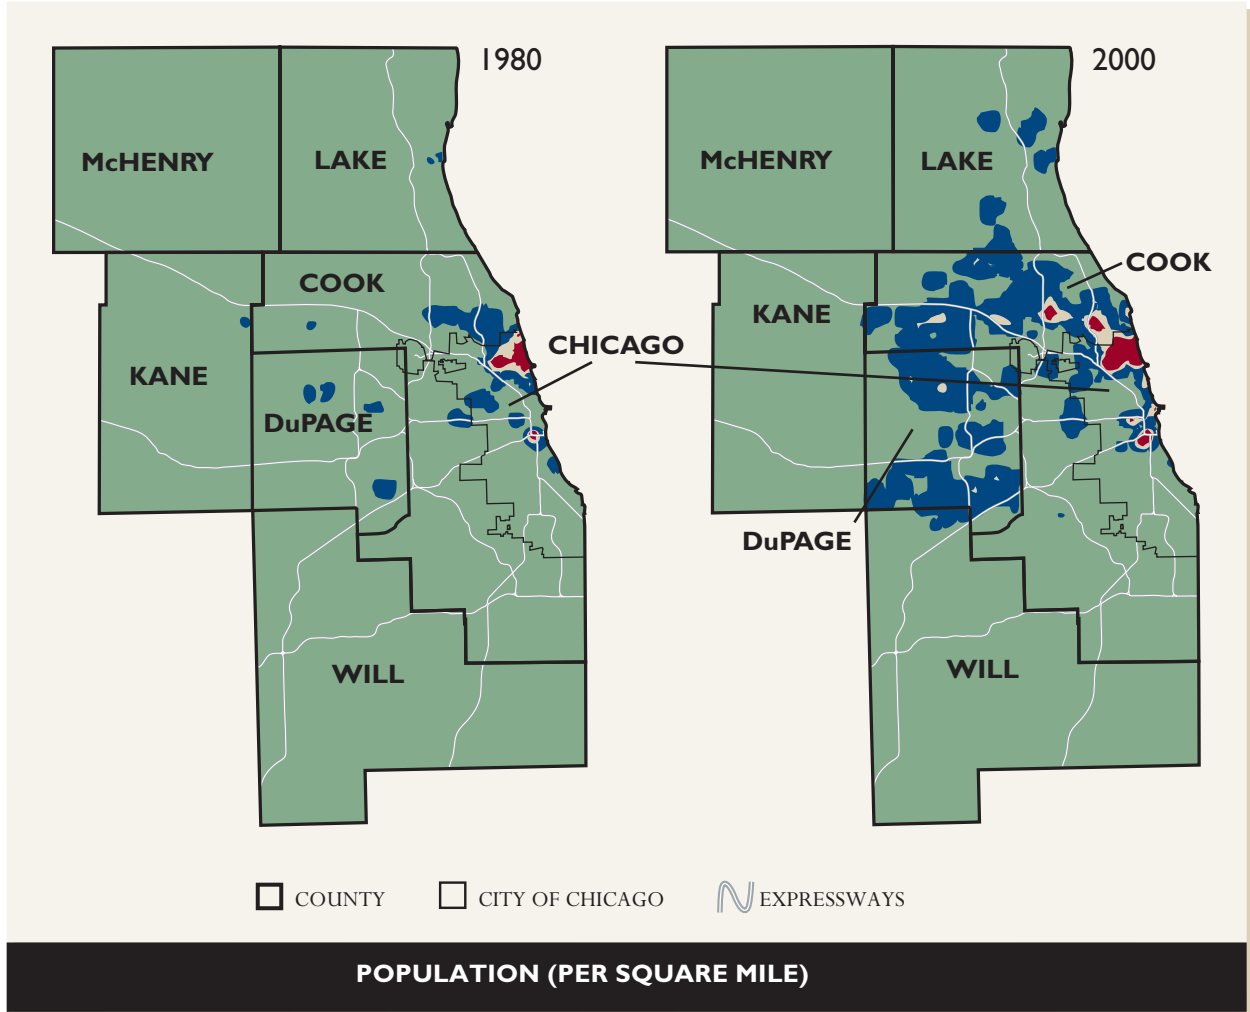 1980
McHENRY
LAKE
COOK
KANE
DuPAGE
WILL
CHICAGO
2000
McHENRY
LAKE
COOK
KANE
DuPAGE
WILL
COUNTY
CITY OF CHICAGO
EXPRESSWAYS
POPULATION (PER SQUARE MILE)